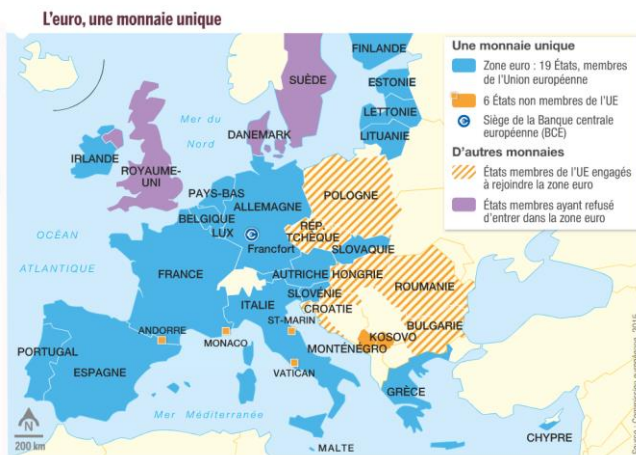 L'euro, une monnaie unique
Une monnaie unique
Zone euro : 19 États, membres
de l'Union européenne
6 États non membres de l'UE
Siège de la Banque centrale
européenne (BCE)
D'autres monnaies
États membres de l'UE engagés
à rejoindre la zone euro
États membres ayant refusé
d'entrer dans la zone euro
FINLANDE
SUÈDE
ESTONIE
LETTONIE
LITUANIE
Mer du
Nord
DANEMARK
IRLANDE
ROYAUME-
UNI
PAYS-BAS
ALLEMAGNE
POLOGNE
BELGIQUE
LUX
Francfort
RÉP.
TCHÈQUE
SLOVAQUIE
OCÉAN
ATLANTIQUE
FRANCE
AUTRICHE
HONGRIE
SLOVÉNIE
ROUMANIE
ITALIE
CROATIE
ST-MARIN
BULGARIE
ANDORRE
MONACO
KOSOVO
MONTÉNÉGRO
PORTUGAL
ESPAGNE
VATICAN
GRÈCE
Mer Méditerranée
MALTE
CHYPRE
N
200 km
Source : Commission européenne, 2015